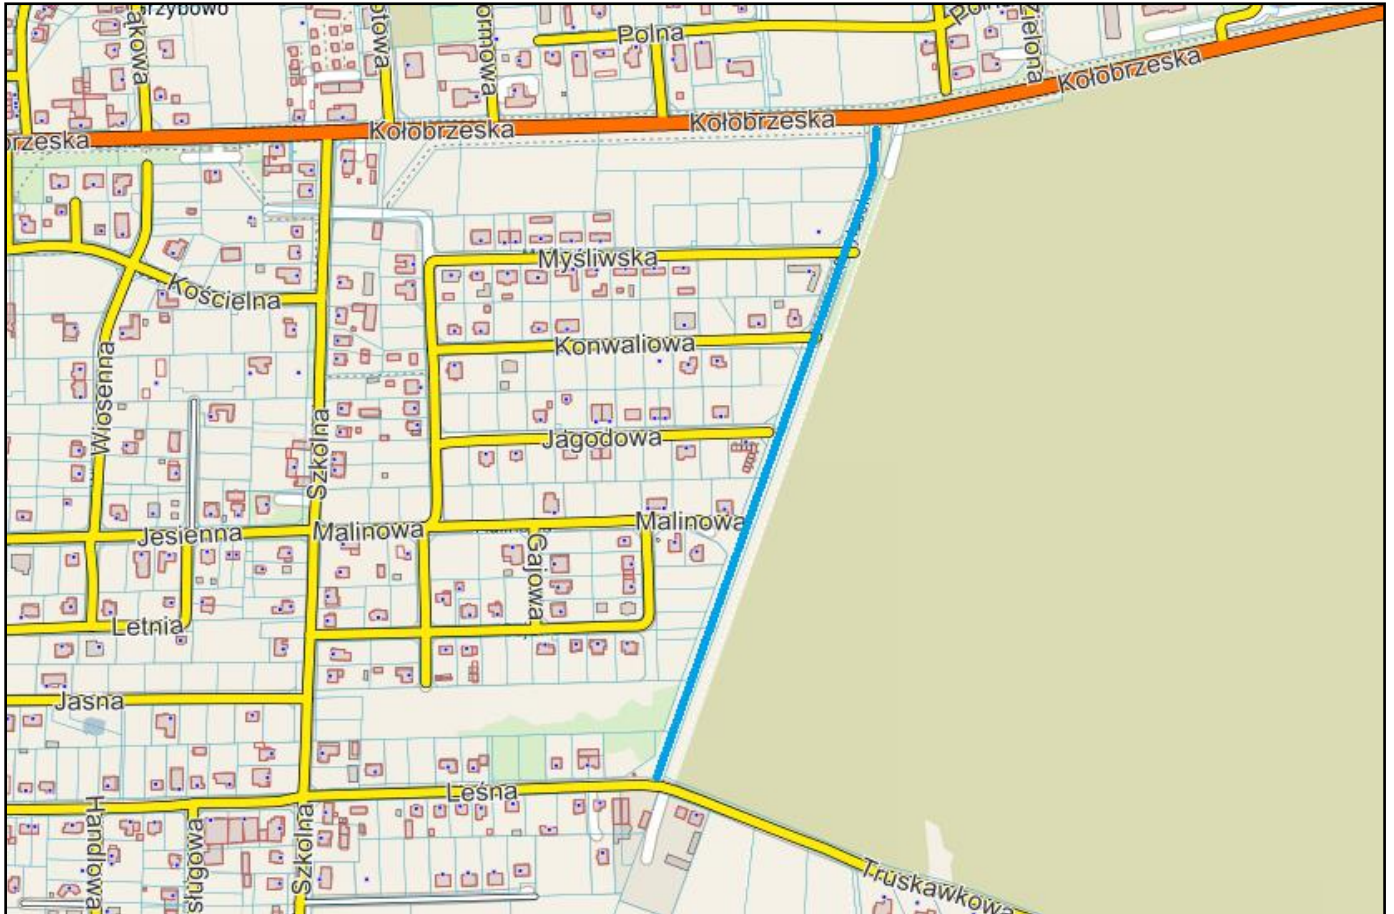 Grzybowo
Polna
Zielona
Kołobrzeska
Kołobrzeska
Kołobrzeska
Myśliwska
Kościelna
Konwaliowa
Wiosenna
Szkolna
Jagodowa
Malinowa
Jesienna
Malinowa
Gajowa
Letnia
Jasna
Leśna
Handlowa
Szkolna
Truskawkowa